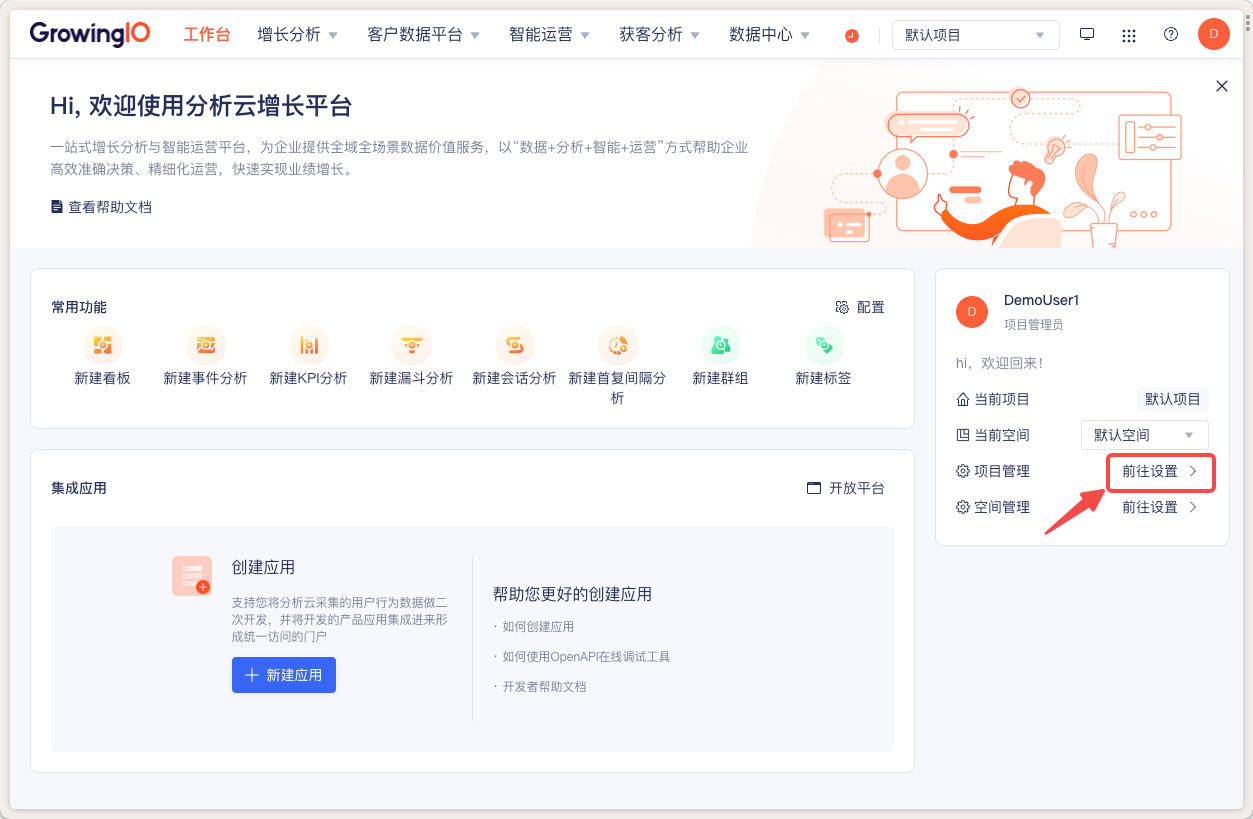 GrowingIO
工作台 增长分析 客户数据平台 智能运营 获客分析 数据中心 默认项目 D
Hi, 欢迎使用分析云增长平台
一站式增长分析与智能运营平台，为企业提供全域全场景数据价值服务，以“数据+分析+智能+运营”方式帮助企业
高效准确决策、精细化运营，快速实现业绩增长。
查看帮助文档
常用功能
配置
新建看板
新建事件分析
新建KPI分析
新建漏斗分析
新建会话分析
新建首复间隔分
析
新建群组
新建标签
集成应用
开放平台
创建应用
支持您将分析云采集的用户行为数据做二
次开发，并将开发的产品应用集成进来形
成统一访问的门户
新建应用
帮助您更好的创建应用
· 如何创建应用
· 如何使用OpenAPI在线调试工具
· 开发者帮助文档
D
DemoUser1
项目管理员
hi，欢迎回来！
当前项目 默认项目
当前空间 默认空间
项目管理 前往设置
空间管理 前往设置